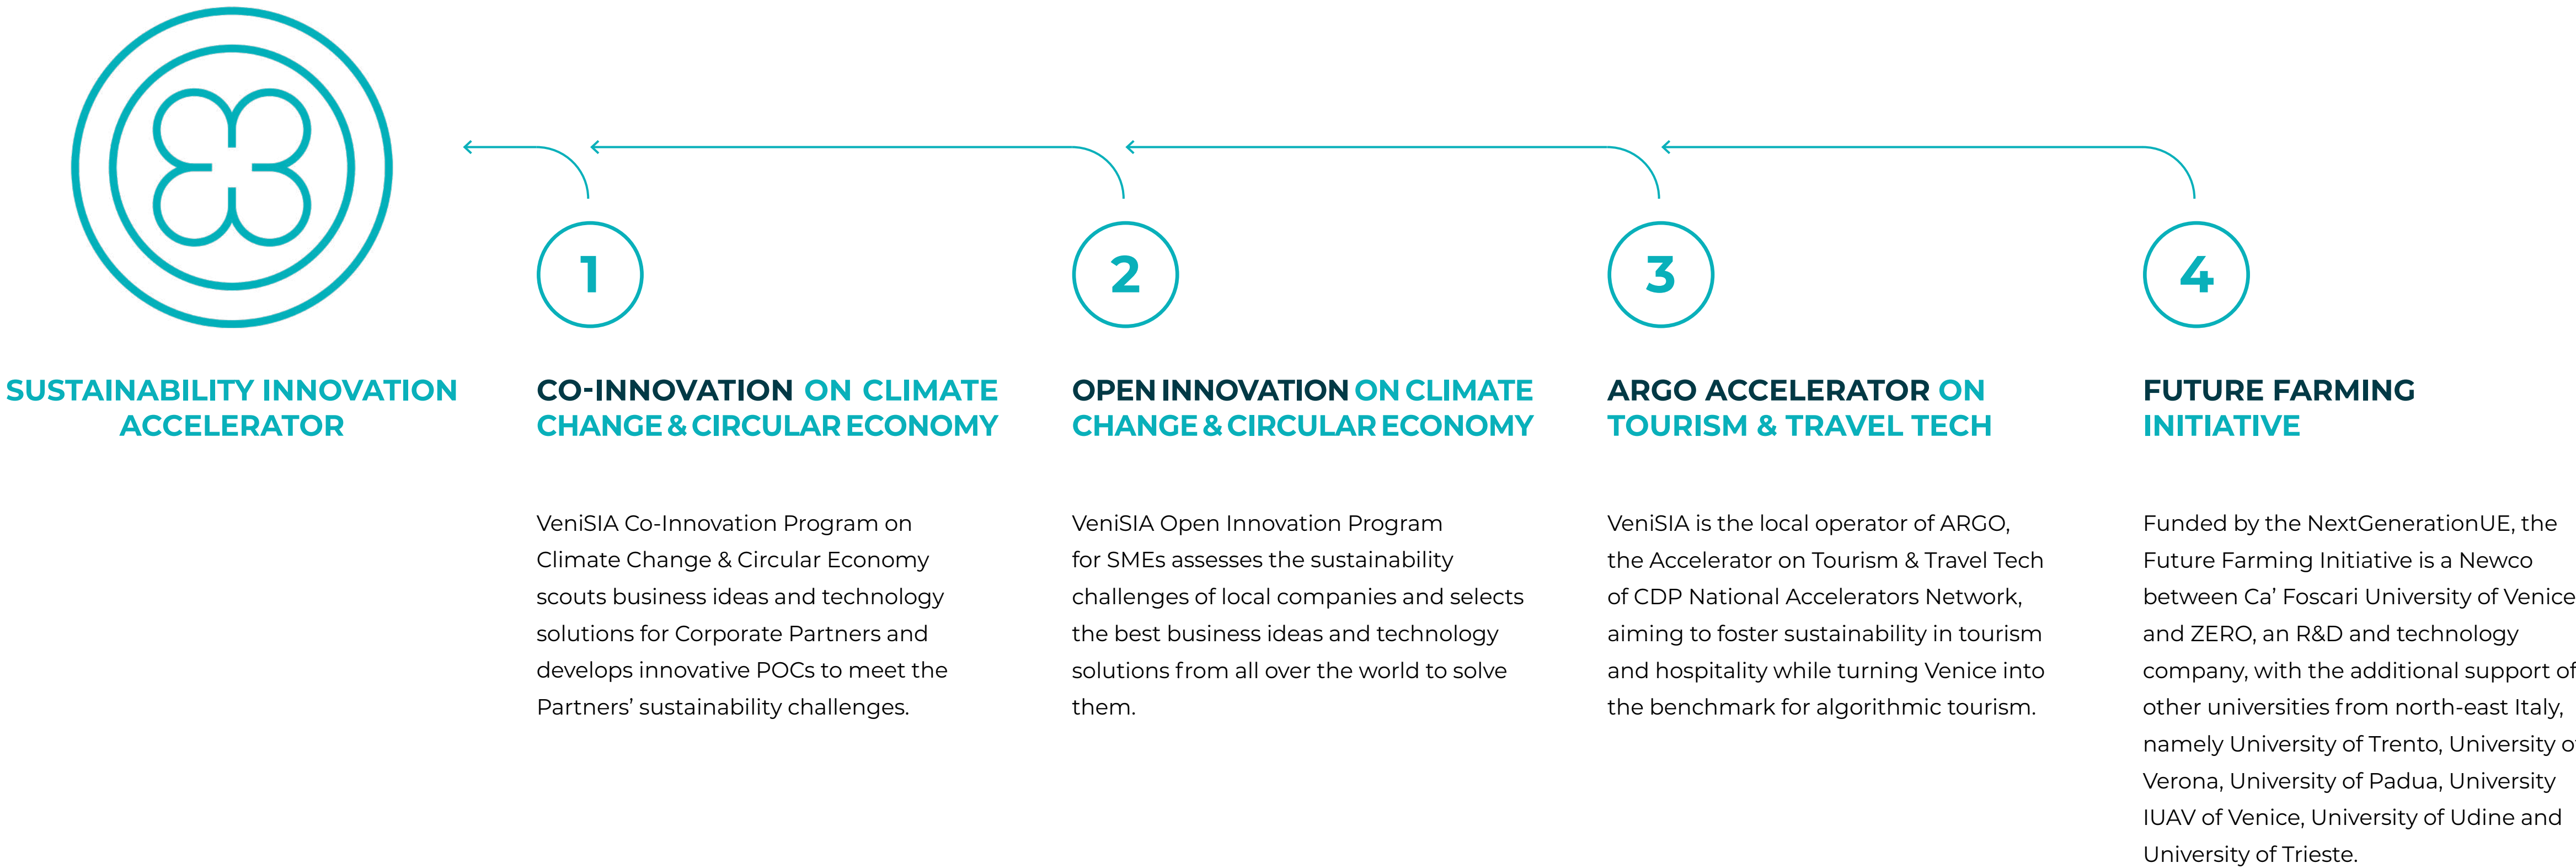 SUSTAINABILITY INNOVATION
ACCELERATOR
1
CO-INNOVATION ON CLIMATE
CHANGE & CIRCULAR ECONOMY
VeniSIA Co-Innovation Program on
Climate Change & Circular Economy
scouts business ideas and technology
solutions for Corporate Partners and
develops innovative POCs to meet the
Partners’ sustainability challenges.
2
OPEN INNOVATION ON CLIMATE
CHANGE & CIRCULAR ECONOMY
VeniSIA Open Innovation Program
for SMEs assesses the sustainability
challenges of local companies and selects
the best business ideas and technology
solutions from all over the world to solve
them.
3
ARGO ACCELERATOR ON
TOURISM & TRAVEL TECH
VeniSIA is the local operator of ARGO,
the Accelerator on Tourism & Travel Tech
of CDP National Accelerators Network,
aiming to foster sustainability in tourism
and hospitality while turning Venice into
the benchmark for algorithmic tourism.
4
FUTURE FARMING
INITIATIVE
Funded by the NextGenerationUE, the
Future Farming Initiative is a Newco
between Ca’ Foscari University of Venice
and ZERO, an R&D and technology
company, with the additional support of
other universities from north-east Italy,
namely University of Trento, University of
Verona, University of Padua, University
IUAV of Venice, University of Udine and
University of Trieste.